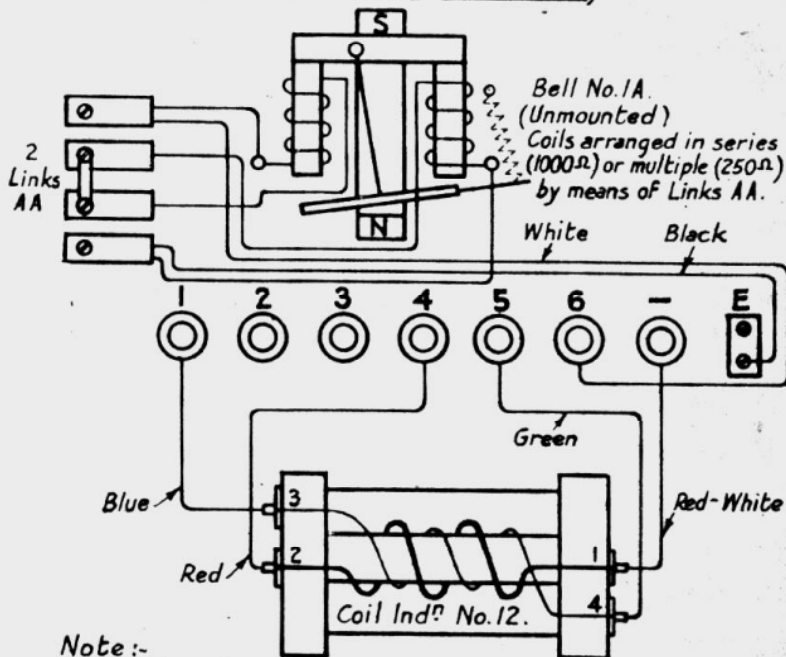 S
Bell No.1A.
(Unmounted)
Coils arranged in series
(1000Ω) or multiple (250Ω)
by means of Links AA.
2
Links
AA
N
White
Black
1 2 3 4 5 6 — E
Green
Blue
Red-White
3
1
Red
2
4
Coil Indⁿ No.12.
Note:-